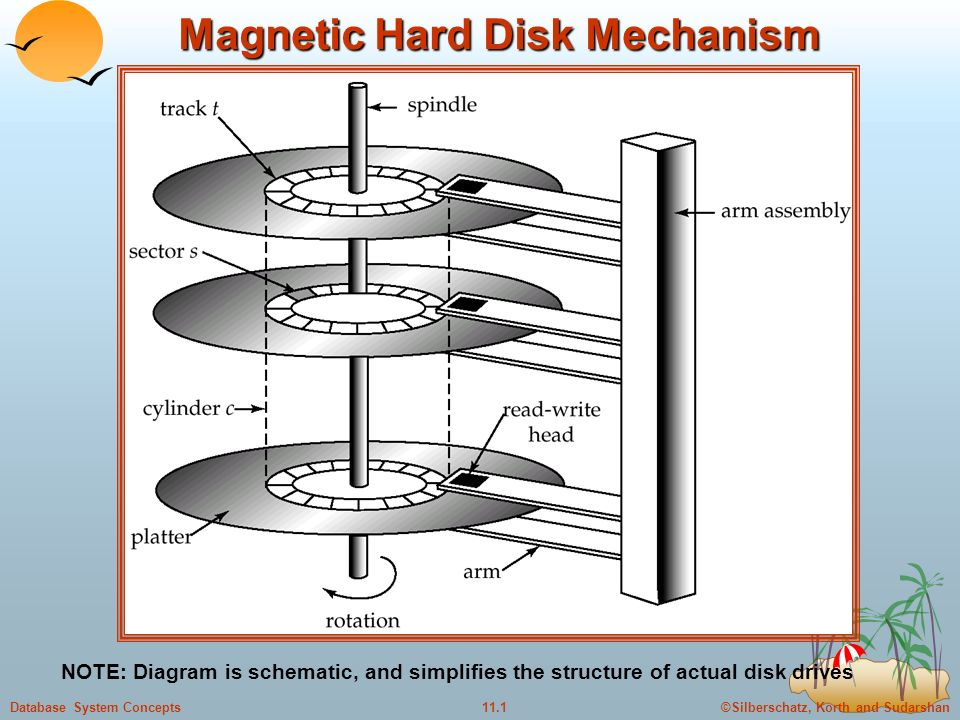 Magnetic Hard Disk Mechanism
track t
spindle
arm assembly
sector s
cylinder c
read-write
head
platter
arm
rotation
NOTE: Diagram is schematic, and simplifies the structure of actual disk drives
Database System Concepts
11.1
©Silberschatz, Korth and Sudarshan